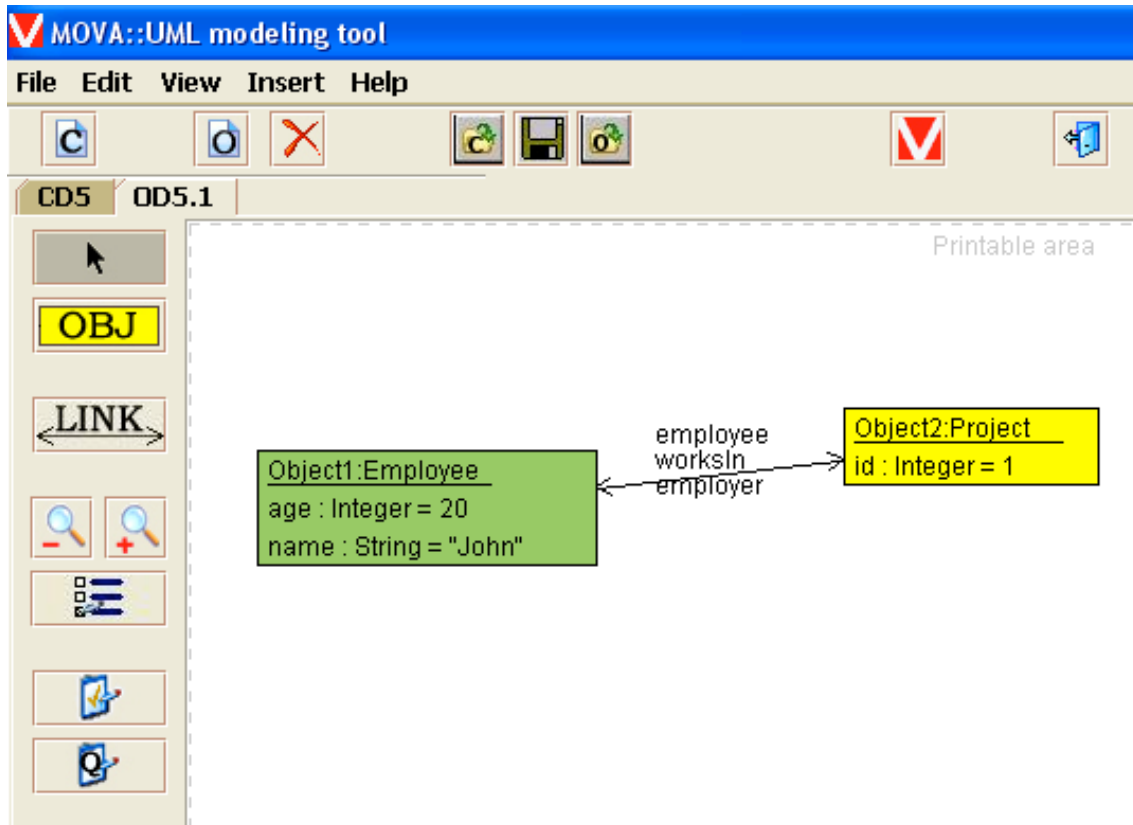 MOVA::UML modeling tool
File Edit View Insert Help
C O C O
CD5 OD5.1
Printable area
OBJ
LINK
Q
Object1:Employee
age : Integer = 20
name : String = "John"
employee
worksIn
employer
Object2:Project
id : Integer = 1